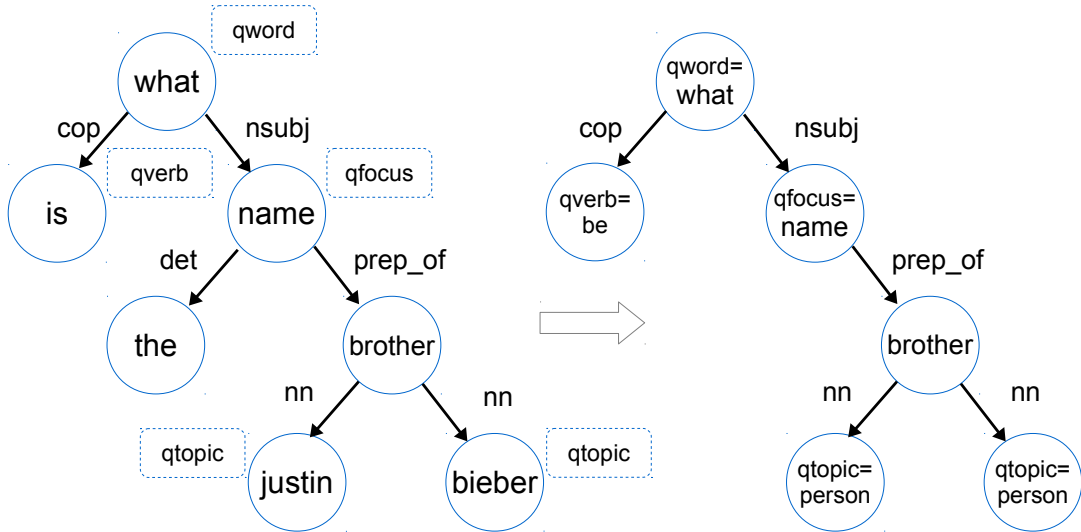 qword
what
cop
nsubj
qverb
qfocus
is
name
det
prep_of
the
brother
nn
nn
qtopic
justin
bieber
qtopic
qword=
what
cop
nsubj
qverb=
be
qfocus=
name
prep_of
brother
nn
nn
qtopic=
person
qtopic=
person